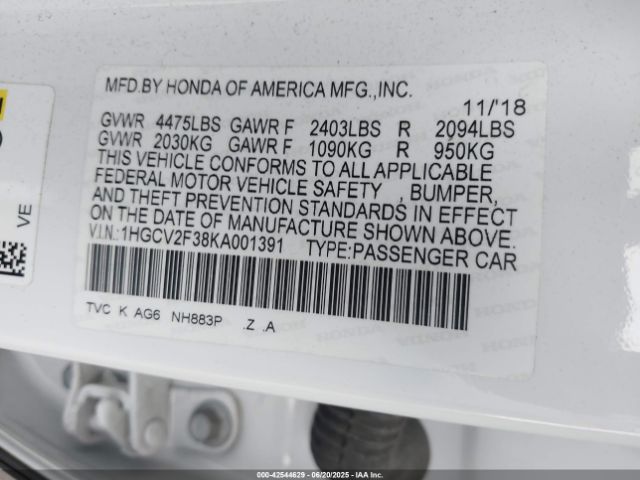 MFD.BY HONDA OF AMERICA MFG.,INC.
11/'18
GVWR 4475LBS GAWR F 2403LBS R 2094LBS
GVWR 2030KG GAWR F 1090KG R 950KG
THIS VEHICLE CONFORMS TO ALL APPLICABLE
FEDERAL MOTOR VEHICLE SAFETY , BUMPER,
AND THEFT PREVENTION STANDARDS IN EFFECT
ON THE DATE OF MANUFACTURE SHOWN ABOVE.
V.I.N.:1HGCV2F38KA001391 TYPE:PASSENGER CAR
TVC K AG6 NH883P .Z .A
VE
000-42544629 - 06/20/2025 - IAA Inc.